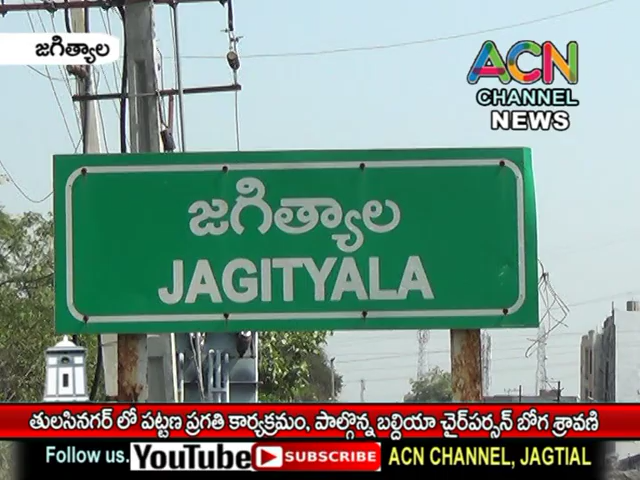 జగిత్యాల
ACN
CHANNEL
NEWS
జగిత్యాల
JAGITYALA
తులసినగర్ లో పట్టణ ప్రగతి కార్యక్రమం, పాల్గొన్న బల్దియా చైర్‌పర్సన్ బోగ శ్రావణి
Follow us. YouTube SUBSCRIBE ACN CHANNEL, JAGTIAL